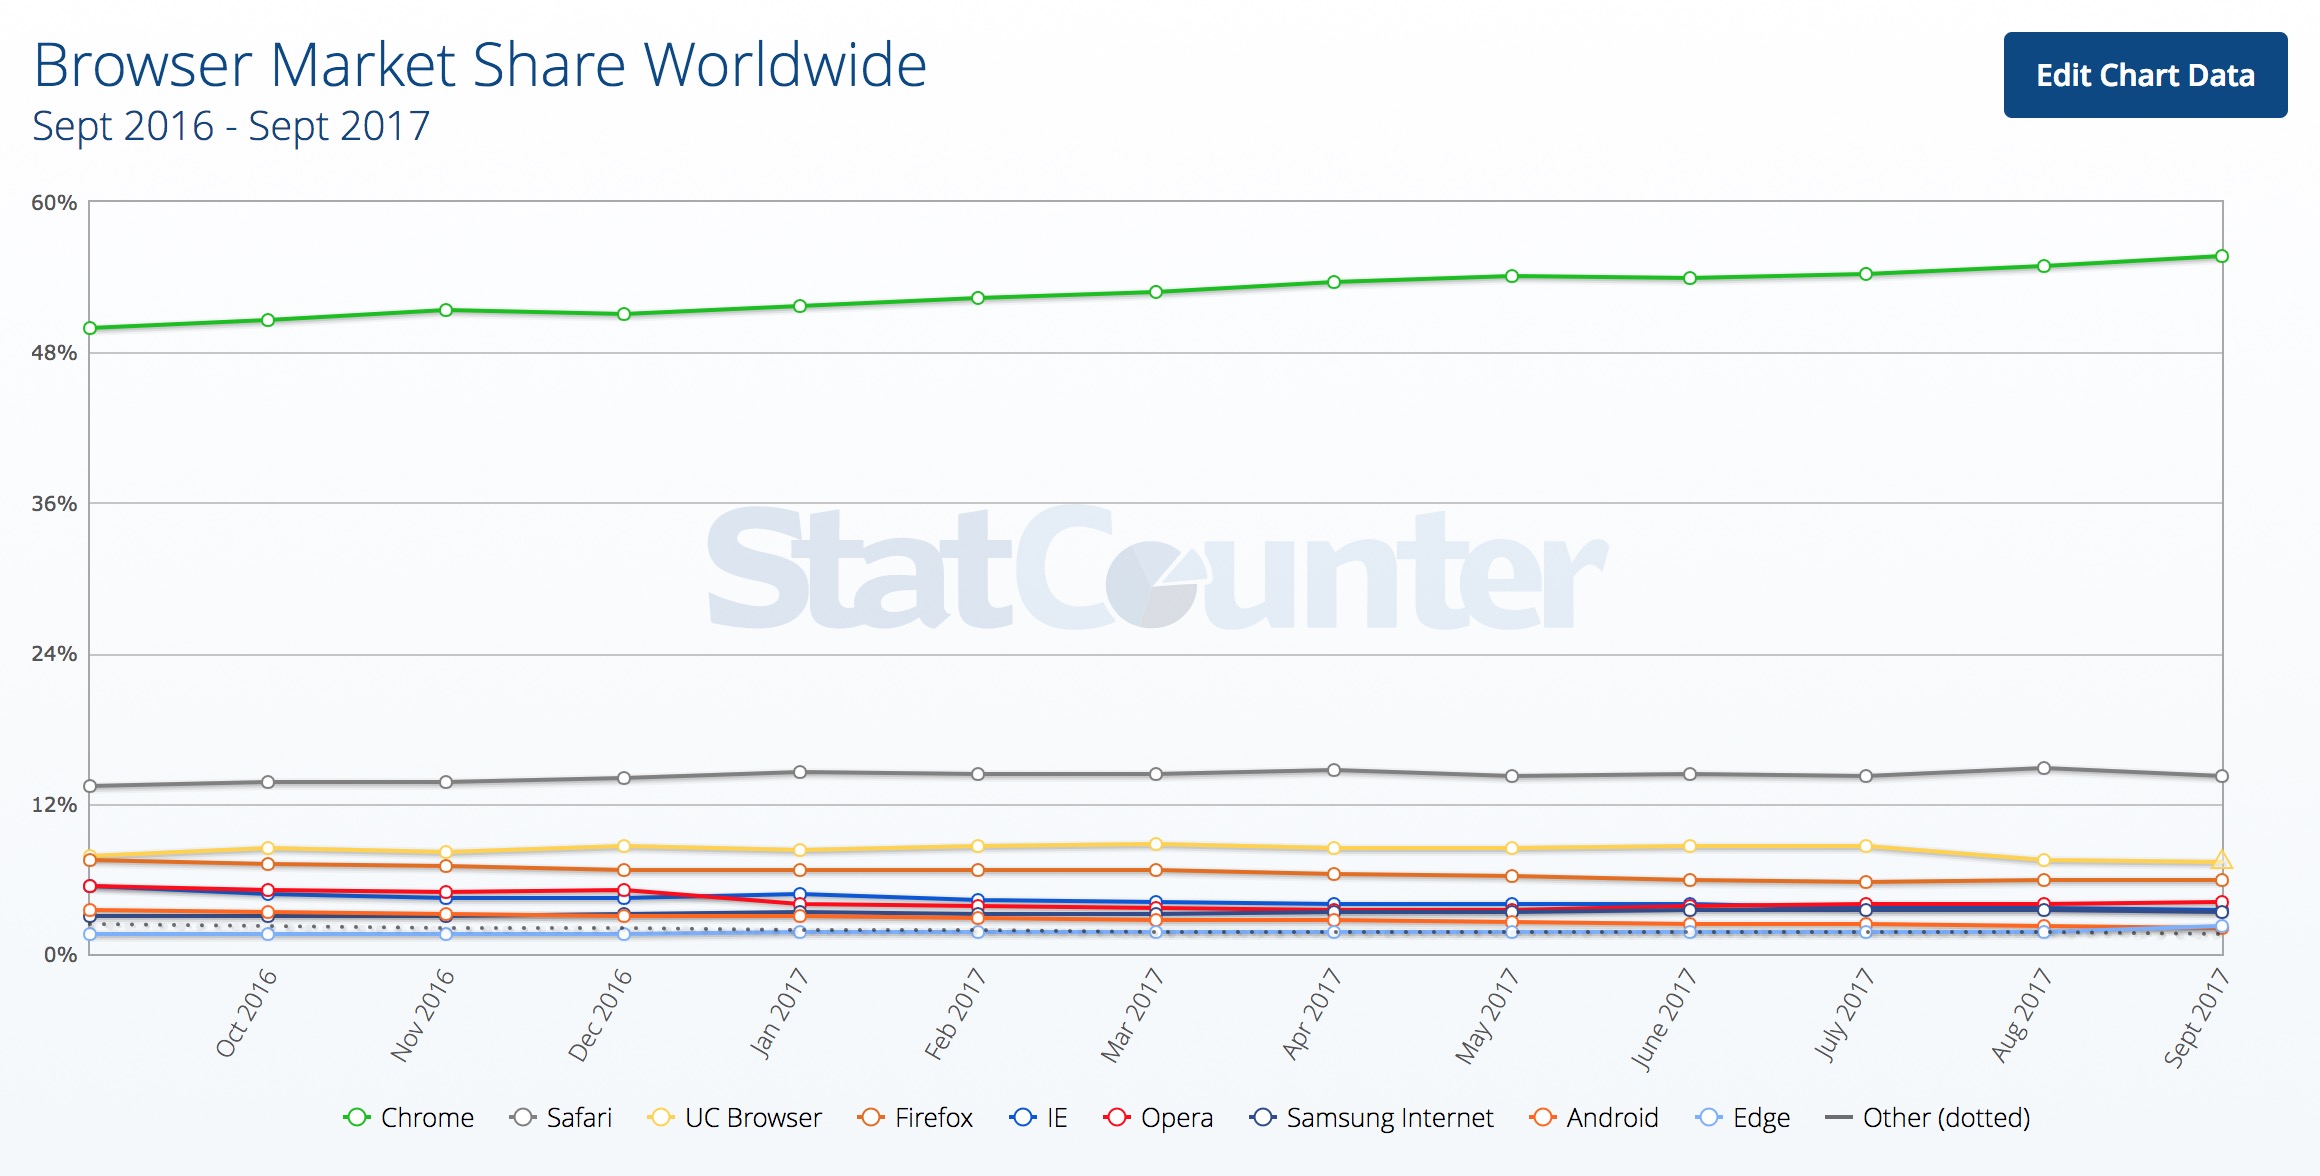 Browser Market Share Worldwide
Sept 2016 - Sept 2017
Edit Chart Data
60%
48%
36%
24%
12%
0%
StatCounter
Oct 2016
Nov 2016
Dec 2016
Jan 2017
Feb 2017
Mar 2017
Apr 2017
May 2017
June 2017
July 2017
Aug 2017
Sept 2017
Chrome Safari UC Browser Firefox IE Opera Samsung Internet Android Edge Other (dotted)